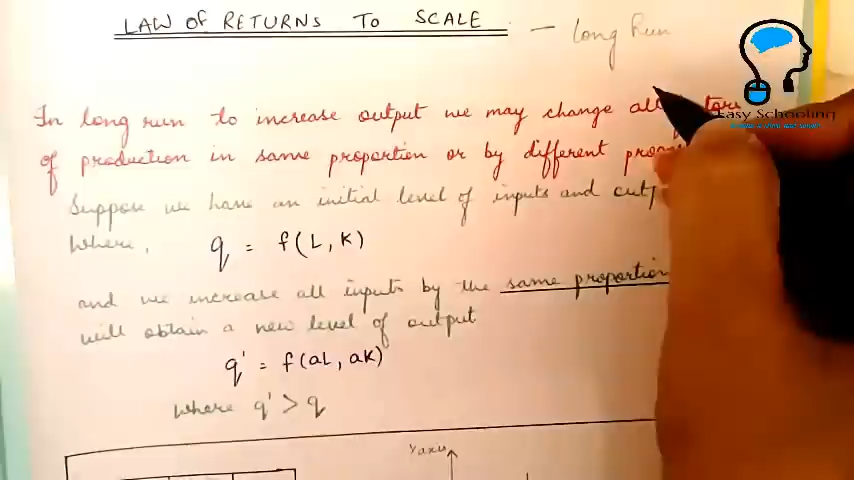 LAW OF RETURNS TO SCALE — Long Run
In long run to increase output we may change all
of production in same proportion or by different
Suppose we have an initial level of inputs and
where, q = f(L, K)
and we increase all inputs by the same proportion
will obtain a new level of output
q' = f(aL, aK)
where q' > q
Y axis
Easy Schooling